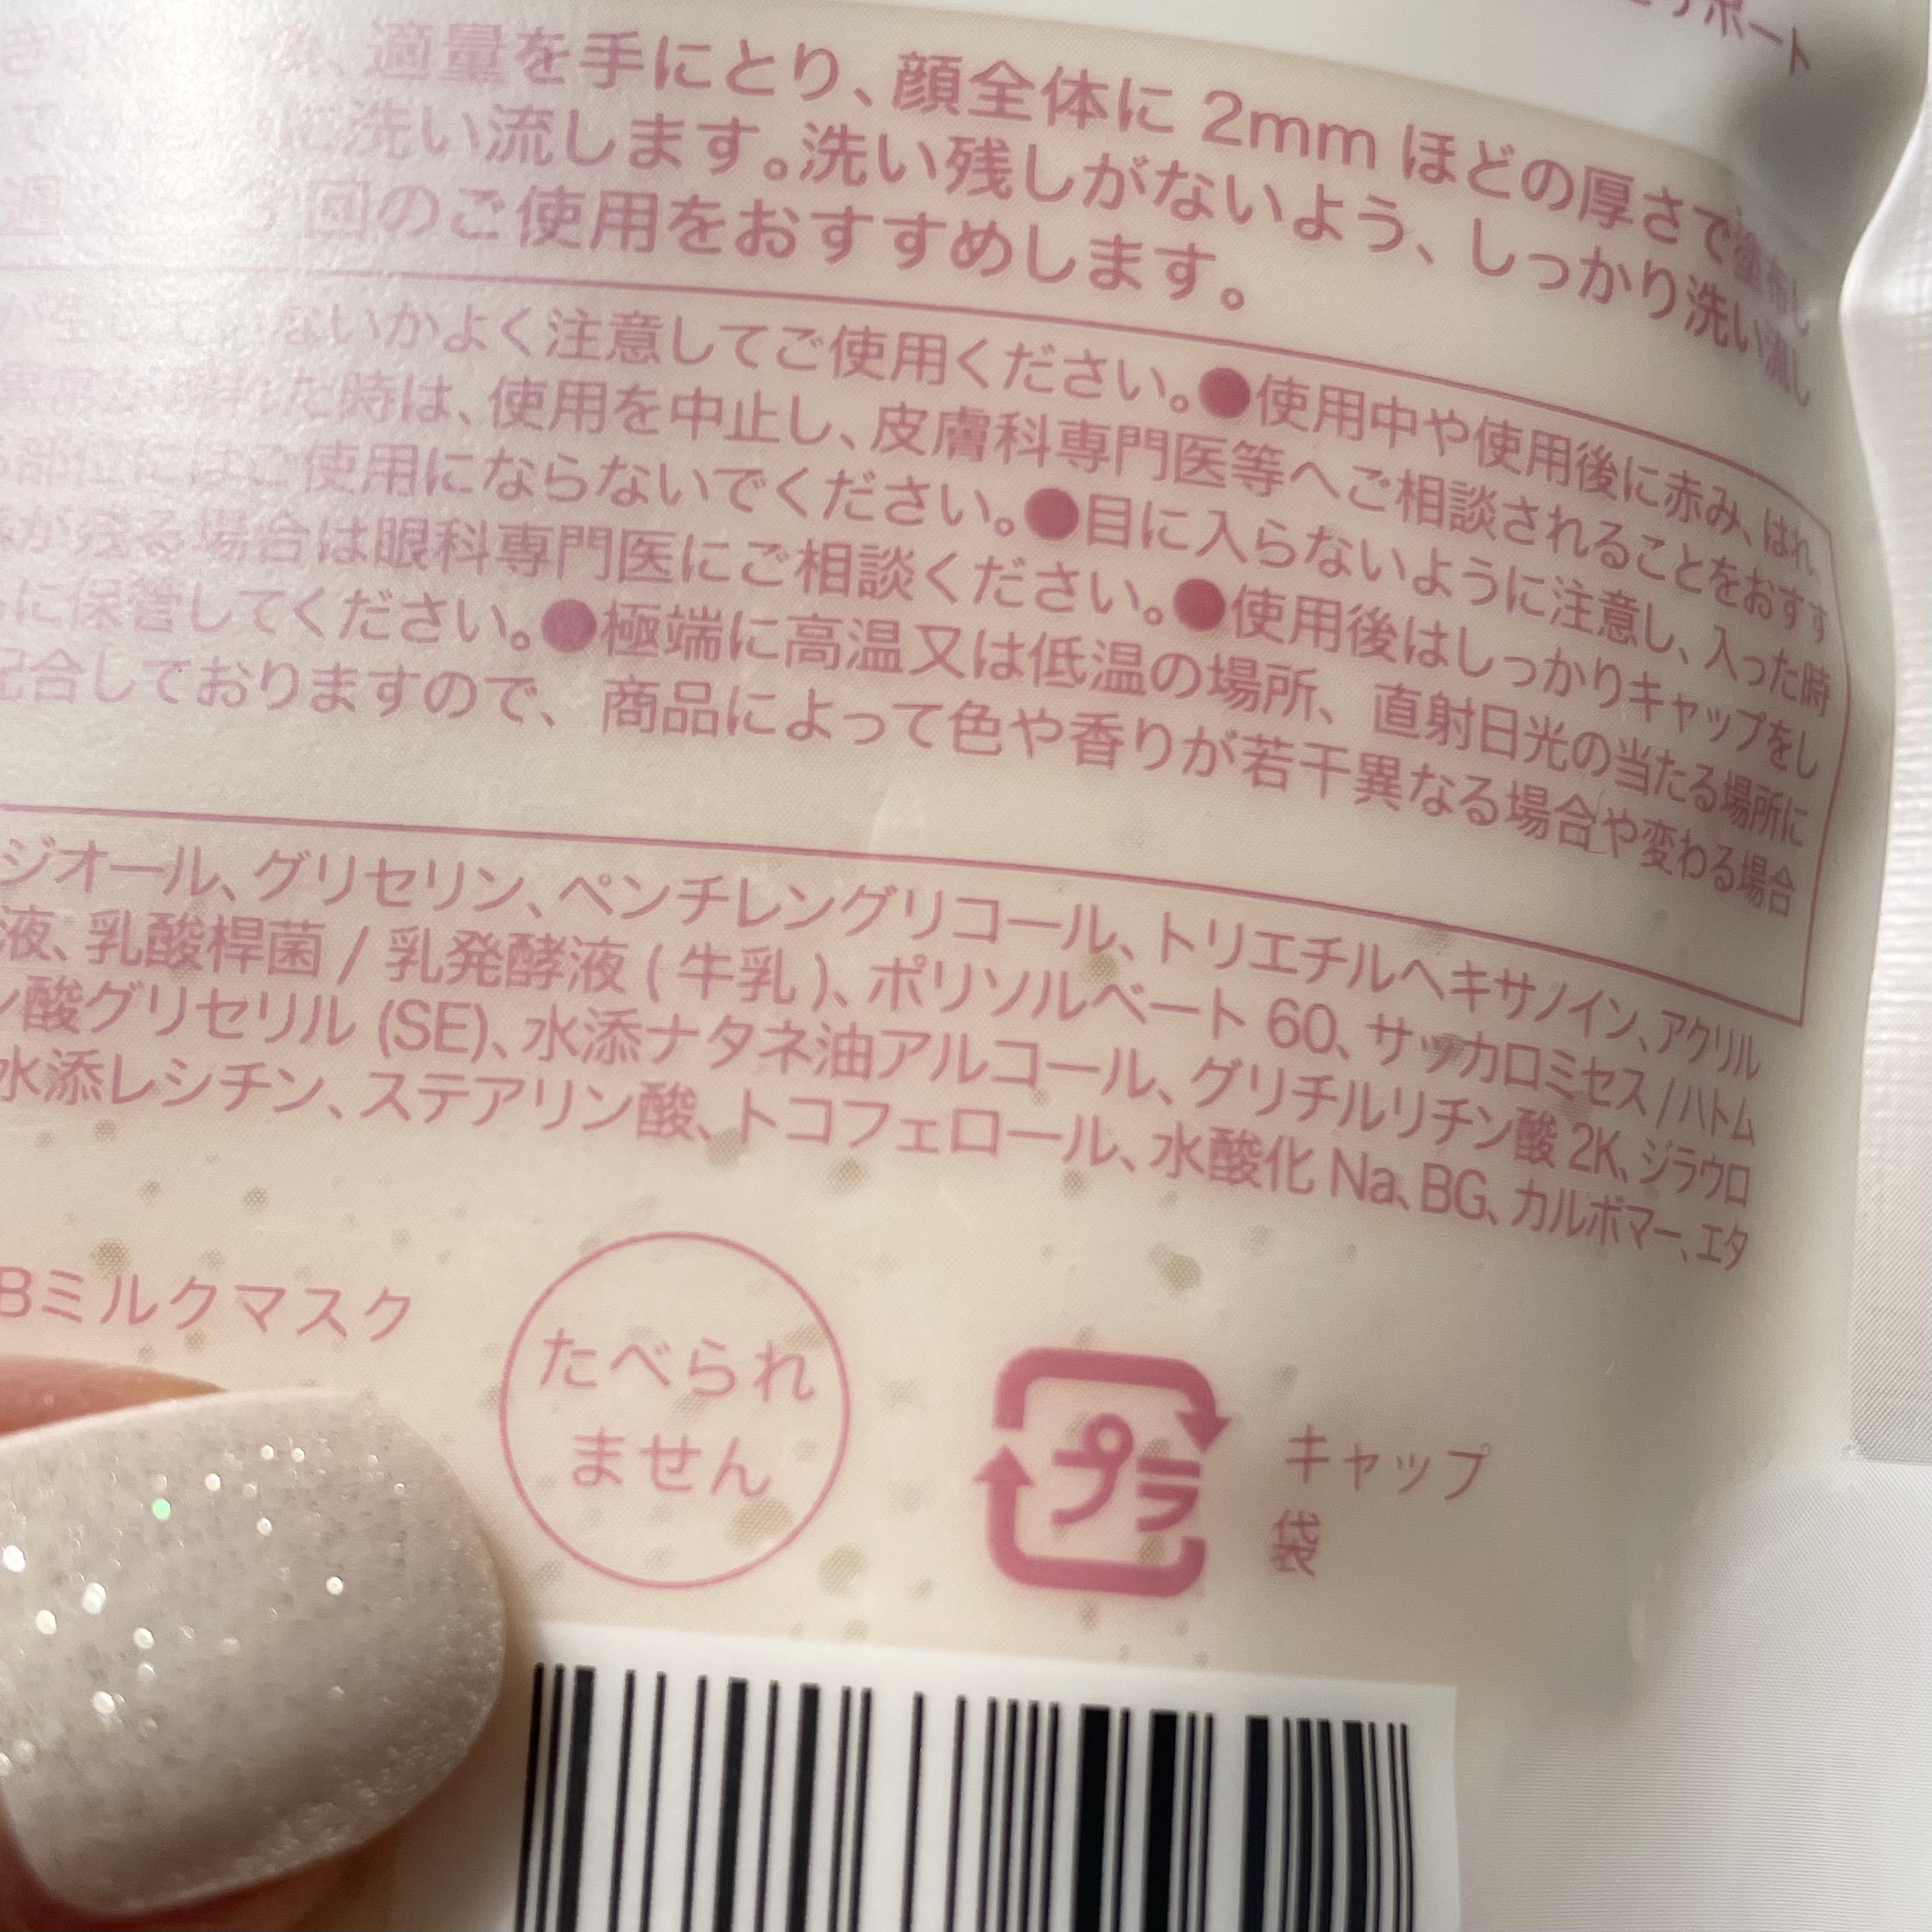 サポート
適量を手にとり、顔全体に 2mm ほどの厚さで塗布し
に洗い流します。洗い残しがないよう、しっかり洗い流し
週 回のご使用をおすすめします。
ないかよく注意してご使用ください。●使用中や使用後に赤み、はれ、
た時は、使用を中止し、皮膚科専門医等へご相談されることをおすす
部位にはご使用にならないでください。●目に入らないように注意し、入った時
が残る場合は眼科専門医にご相談ください。●使用後はしっかりキャップをし
に保管してください。●極端に高温又は低温の場所、直射日光の当たる場所に
配合しておりますので、商品によって色や香りが若干異なる場合や変わる場合
ジオール、グリセリン、ペンチレングリコール、トリエチルヘキサノイン、アクリル
液、乳酸桿菌 / 乳発酵液 ( 牛乳 )、ポリソルベート 60、サッカロミセス / ハトム
ン酸グリセリル (SE)、水添ナタネ油アルコール、グリチルリチン酸 2K、ジラウロ
水添レシチン、ステアリン酸、トコフェロール、水酸化 Na、BG、カルボマー、エタ
Bミルクマスク
たべられ
ません
プラ
キャップ
袋